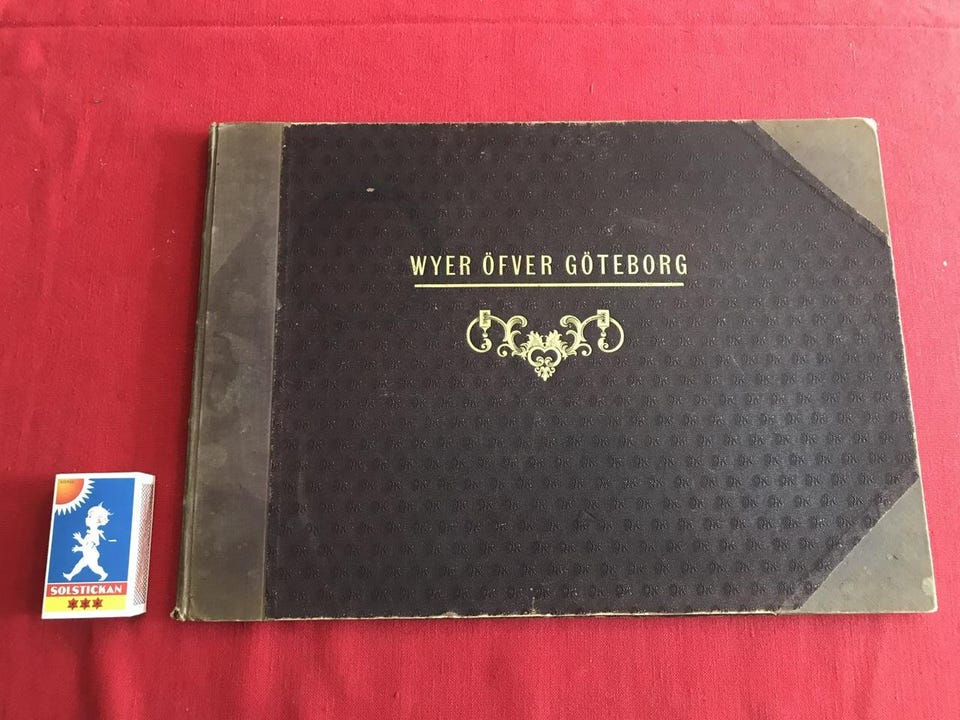 WYER ÖFVER GÖTEBORG
SOLSTICKAN